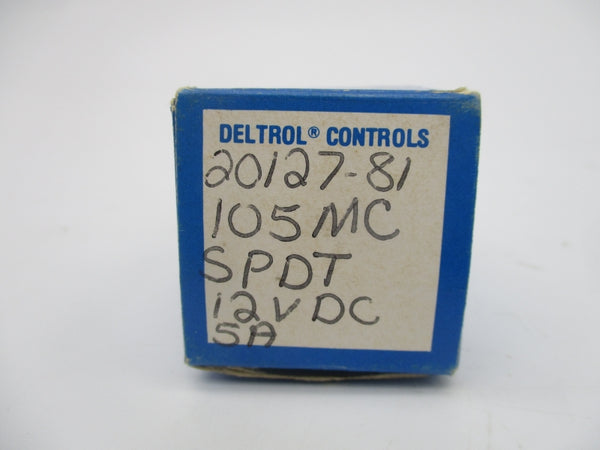 DELTROL® CONTROLS
20127-81
105MC
SPDT
12VDC
5A